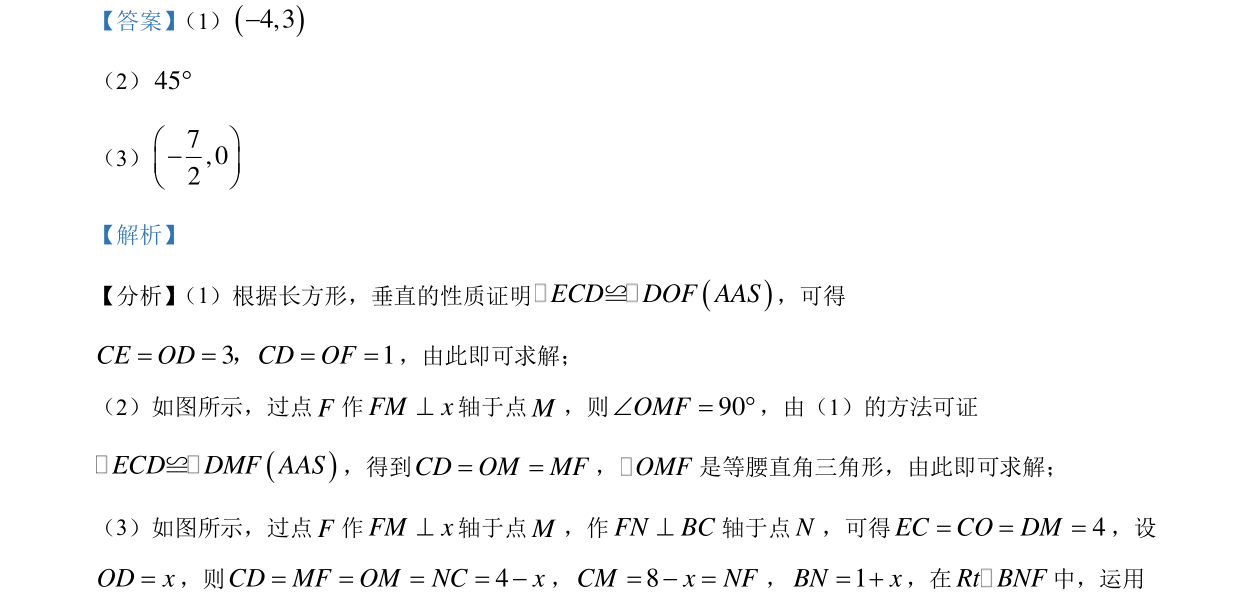 【答案】（1）(−4,3)
（2）45°
（3）(−7/2,0)
【解析】
【分析】（1）根据长方形，垂直的性质证明□ECD≌□DOF(AAS)，可得
CE=OD=3，CD=OF=1，由此即可求解；
（2）如图所示，过点F作FM⊥x轴于点M，则∠OMF=90°，由（1）的方法可证
□ECD≌□DMF(AAS)，得到CD=OM=MF，□OMF是等腰直角三角形，由此即可求解；
（3）如图所示，过点F作FM⊥x轴于点M，作FN⊥BC轴于点N，可得EC=CO=DM=4，设
OD=x，则CD=MF=OM=NC=4−x，CM=8−x=NF，BN=1+x，在Rt□BNF中，运用